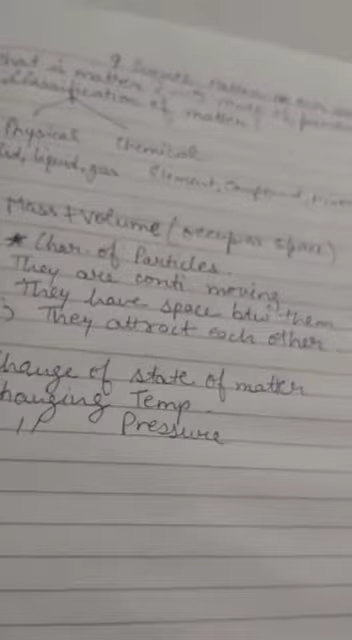 what is matter
classification of matter
Physical Chemical
liquid, gas Element, Compound,
Mass + Volume (occupies space)
* Char. of Particles.
They are conti moving
They have space btw them
3) They attract each other.
Change of state of matter
Changing Temp.
Pressure